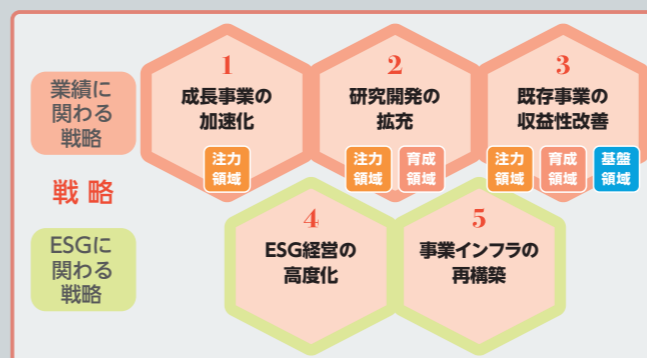 業績に
関わる
戦略
1
成長事業の
加速化
注力
領域
2
研究開発の
拡充
注力
領域
育成
領域
3
既存事業の
収益性改善
注力
領域
育成
領域
基盤
領域
戦略
ESGに
関わる
戦略
4
ESG経営の
高度化
5
事業インフラの
再構築